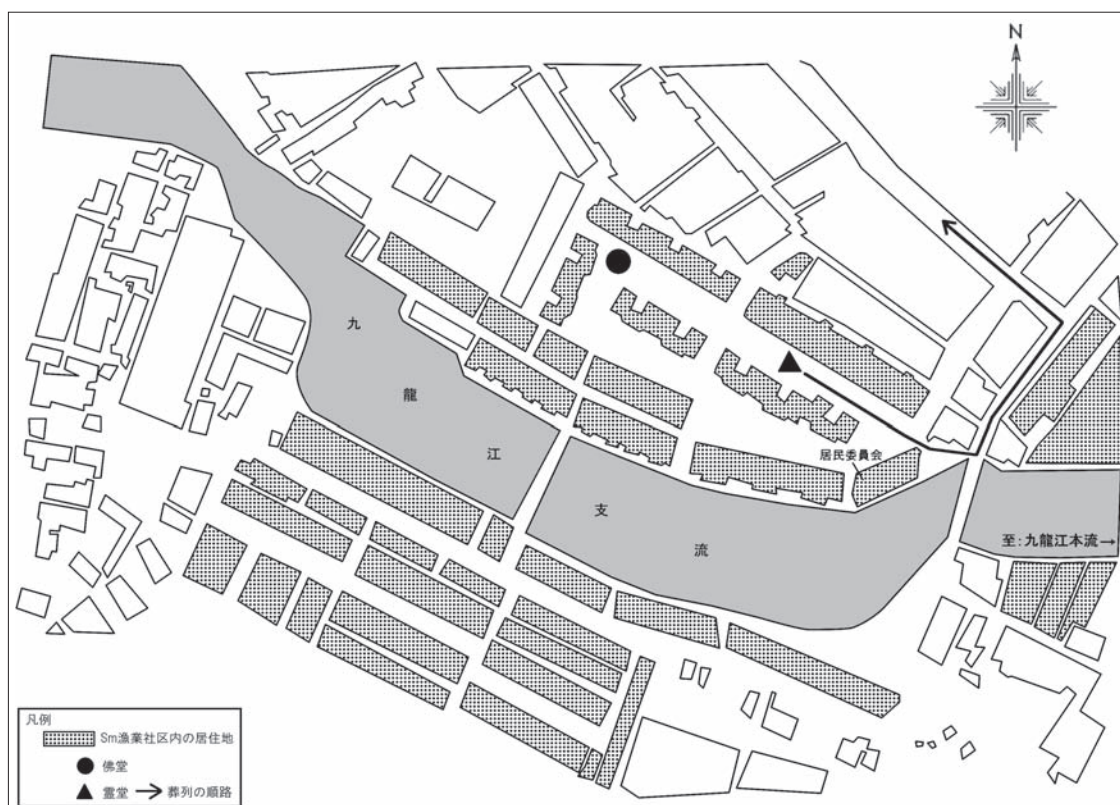 N
九
龍
江
支
流
居民委員会
至:九龍江本流→
凡例
Sm漁業社区内の居住地
佛堂
霊堂 → 葬列の順路